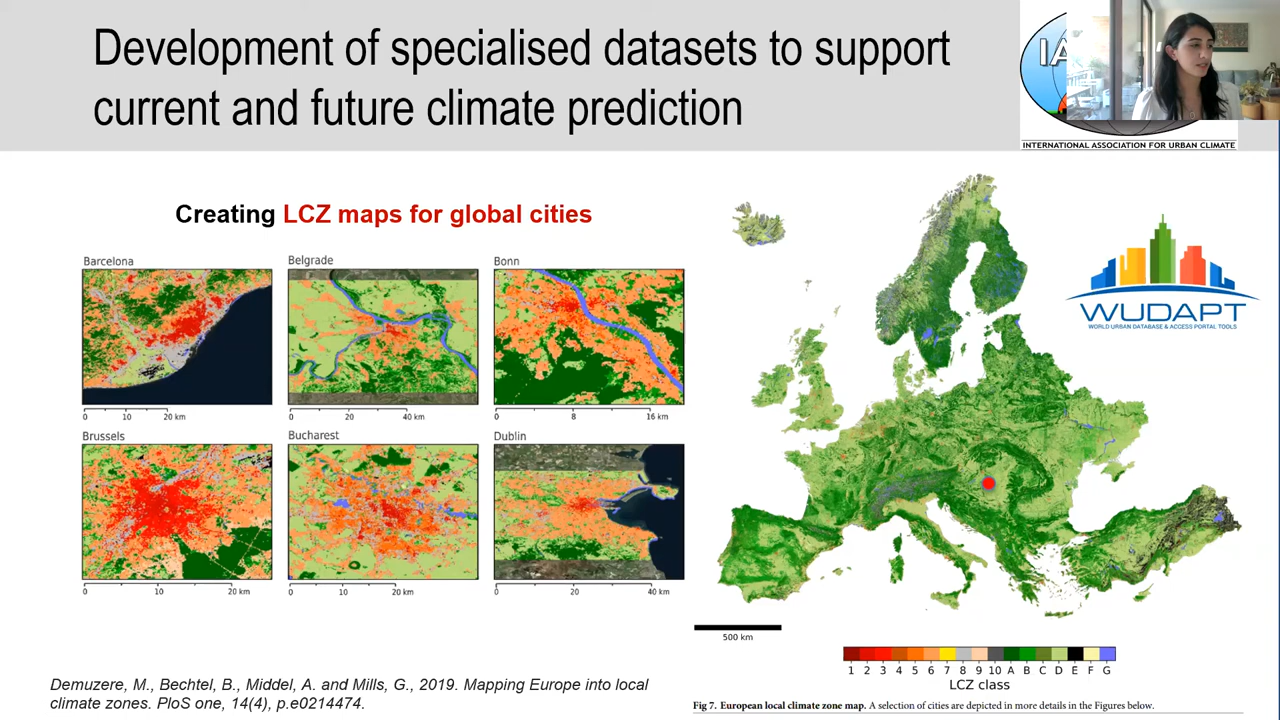 Development of specialised datasets to support
current and future climate prediction
IA
INTERNATIONAL ASSOCIATION FOR URBAN CLIMATE
Creating LCZ maps for global cities
Barcelona
0 10 20 km
Belgrade
0 20 40 km
Bonn
0 8 16 km
Brussels
0 10 20 km
Bucharest
0 10 20 km
Dublin
0 20 40 km
WUDAPT
WORLD URBAN DATABASE & ACCESS PORTAL TOOLS
500 km
1 2 3 4 5 6 7 8 9 10 A B C D E F G
LCZ class
Fig 7. European local climate zone map. A selection of cities are depicted in more details in the Figures below.
Demuzere, M., Bechtel, B., Middel, A. and Mills, G., 2019. Mapping Europe into local
climate zones. PloS one, 14(4), p.e0214474.